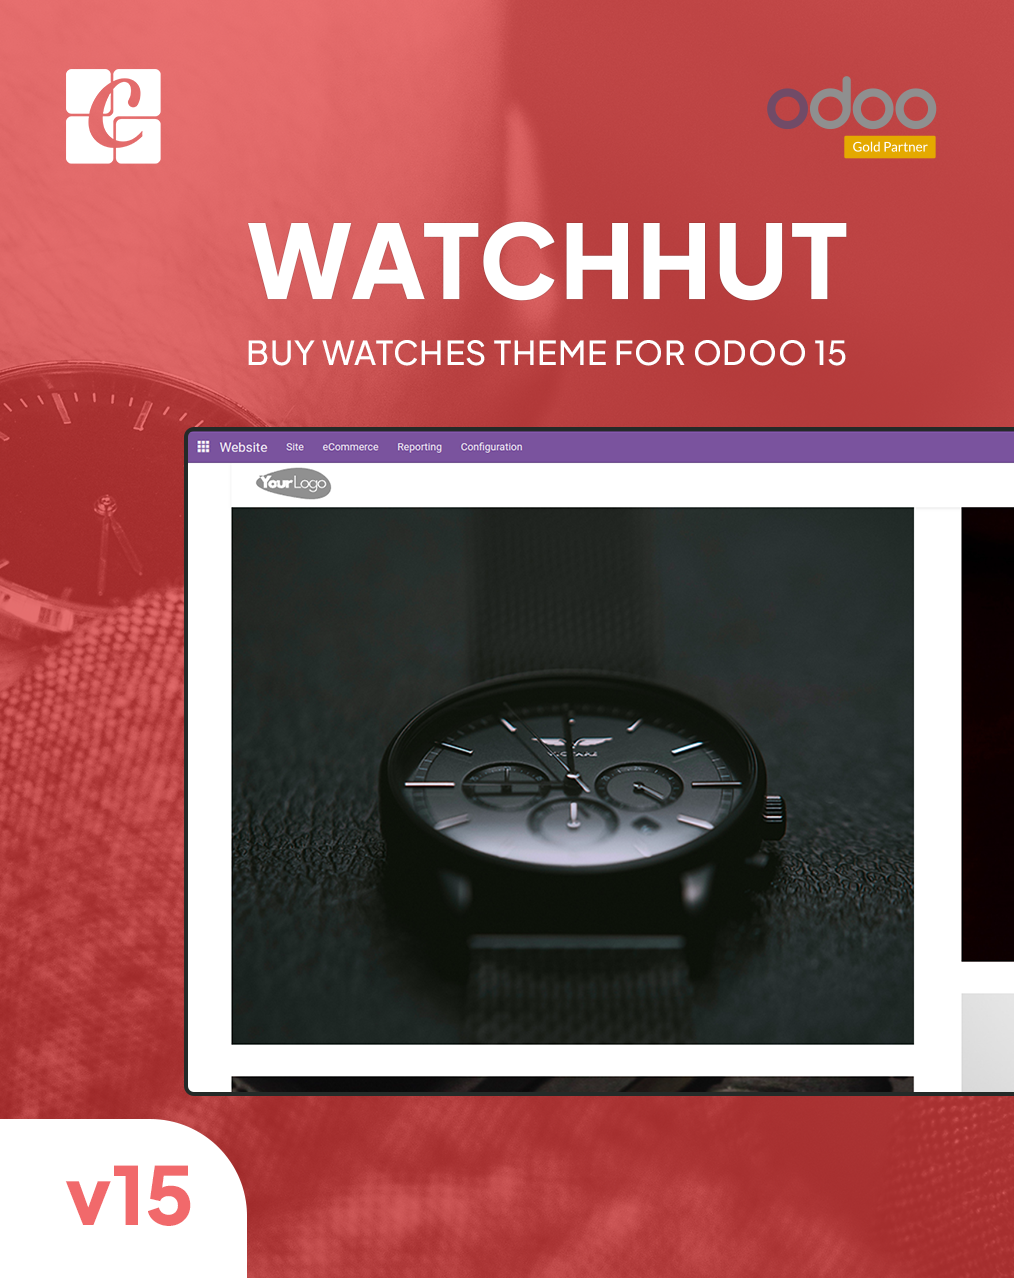 C
odoo
Gold Partner
WATCHHUT
BUY WATCHES THEME FOR ODOO 15
Website Site eCommerce Reporting Configuration
YourLogo
v15